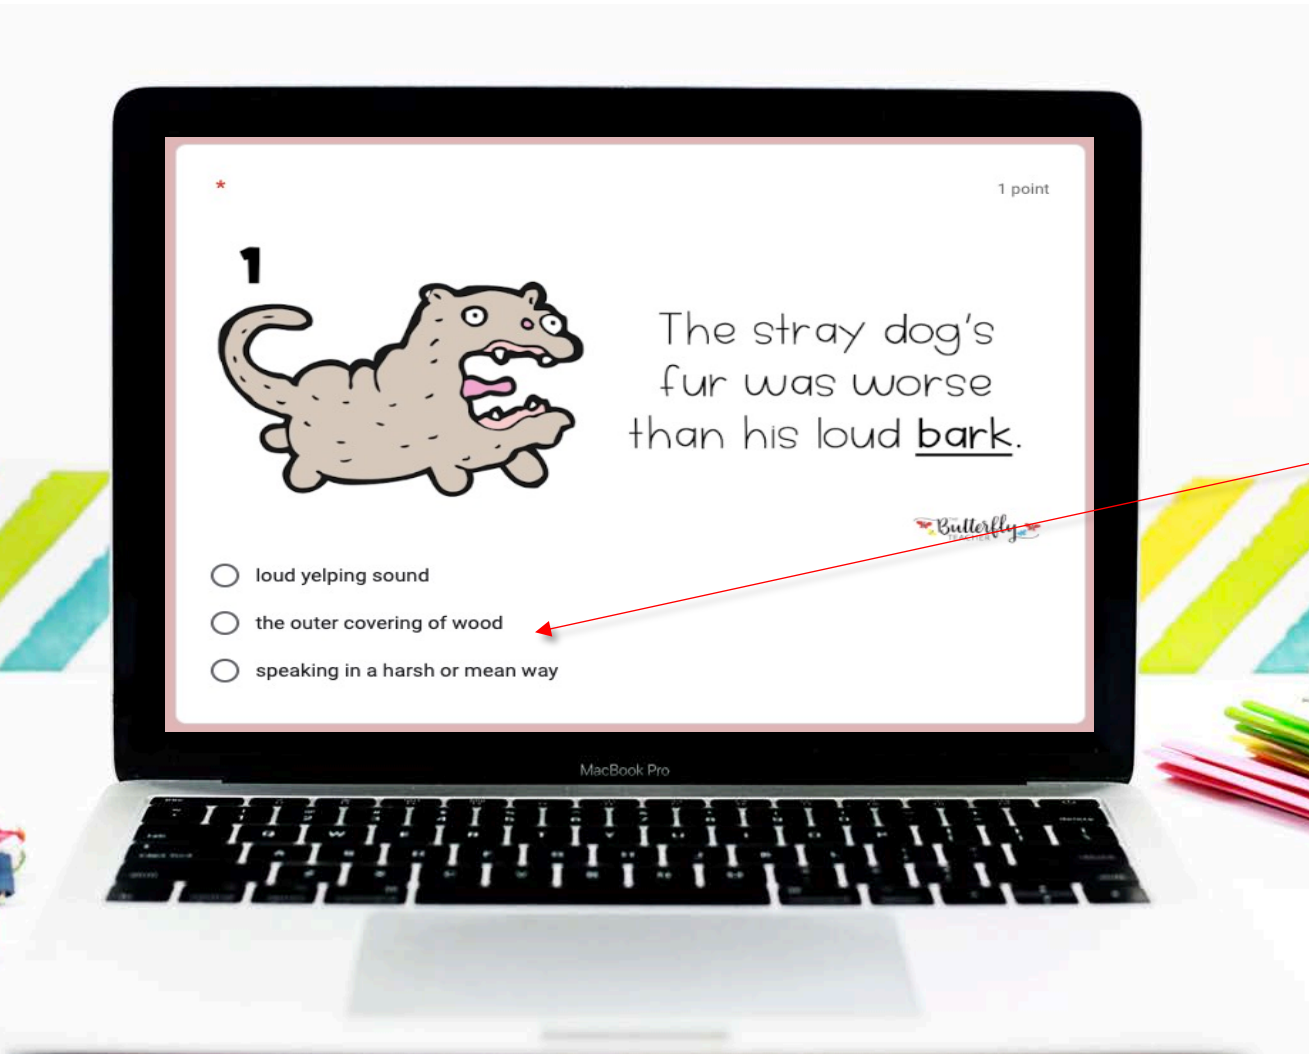 *
1 point
1
The stray dog's
fur was worse
than his loud bark.
Butterfly
TEACHER
loud yelping sound
the outer covering of wood
speaking in a harsh or mean way
MacBook Pro